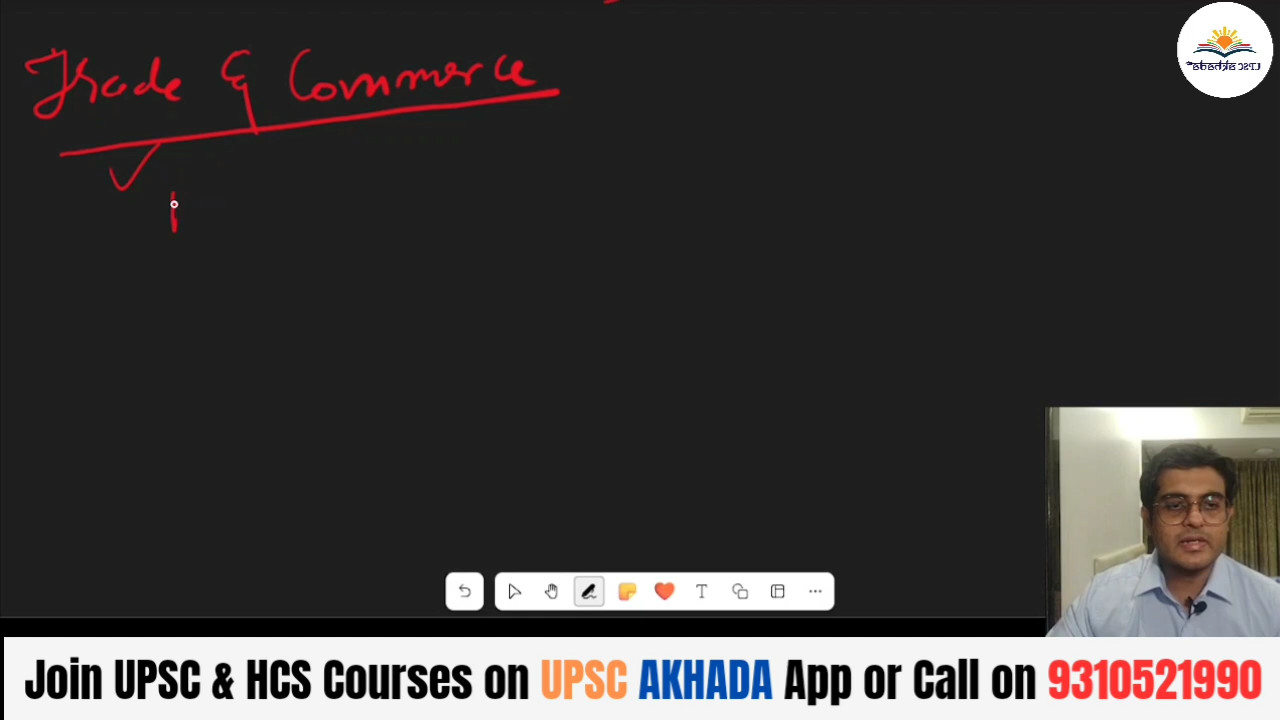 Trade & Commerce
Join UPSC & HCS Courses on UPSC AKHADA App or Call on 9310521990